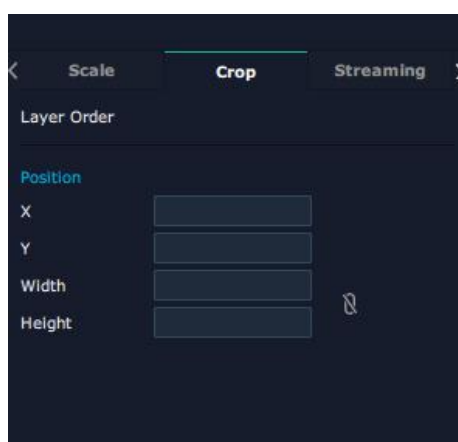 Scale Crop Streaming
Layer Order
Position
X
Y
Width
Height